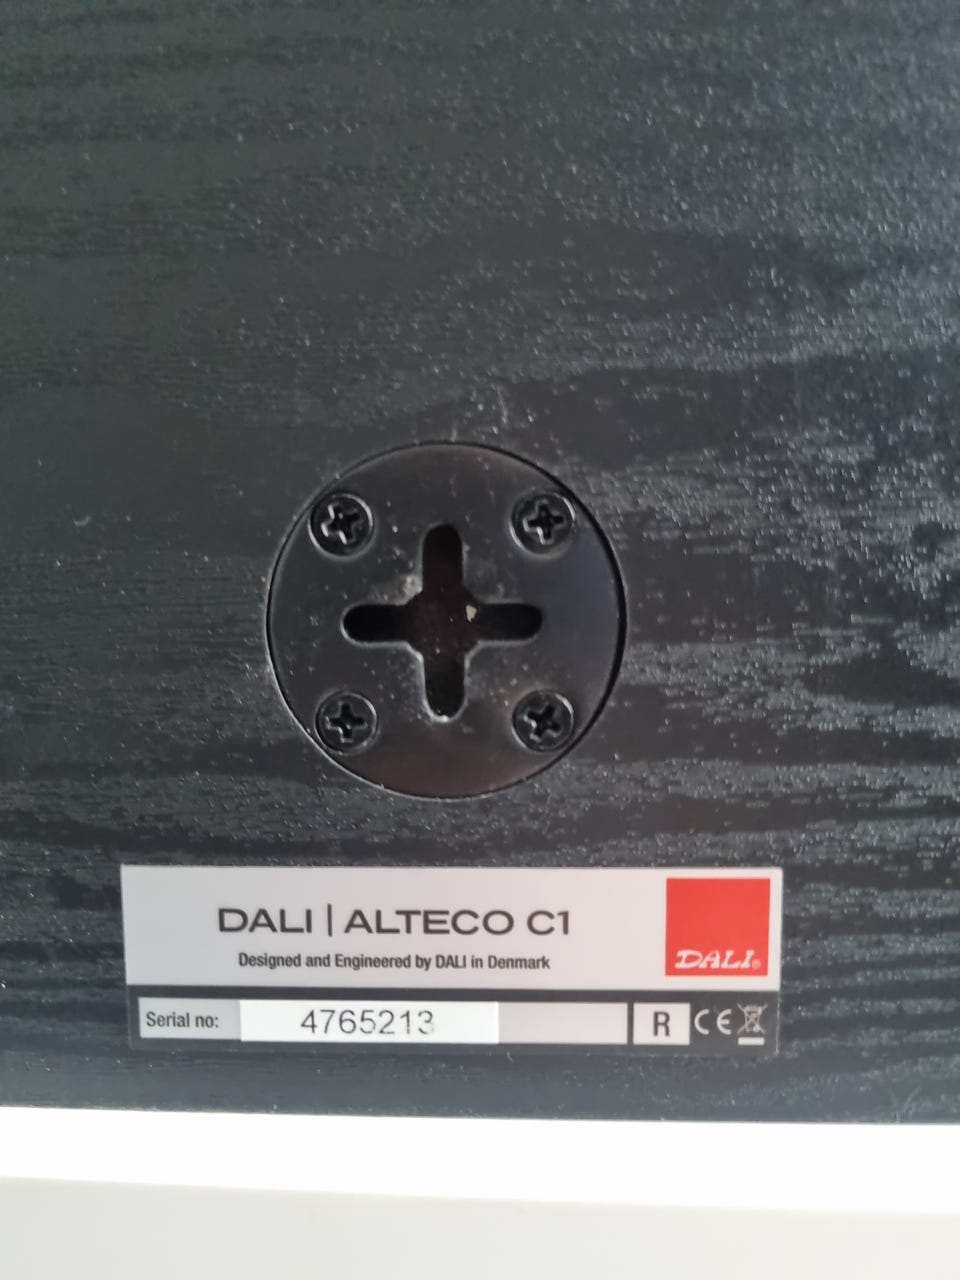 DALI | ALTECO C1
Designed and Engineered by DALI in Denmark
DALI®
Serial no: 4765213 R CE